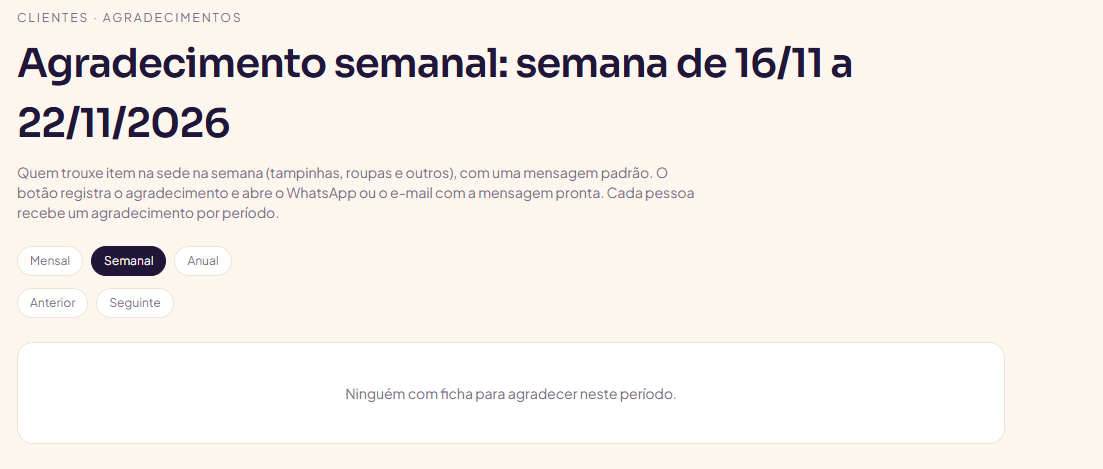 CLIENTES · AGRADECIMENTOS
Agradecimento semanal: semana de 16/11 a
22/11/2026
Quem trouxe item na sede na semana (tampinhas, roupas e outros), com uma mensagem padrão. O
botão registra o agradecimento e abre o WhatsApp ou o e-mail com a mensagem pronta. Cada pessoa
recebe um agradecimento por período.
Mensal Semanal Anual
Anterior Seguinte
Ninguém com ficha para agradecer neste período.